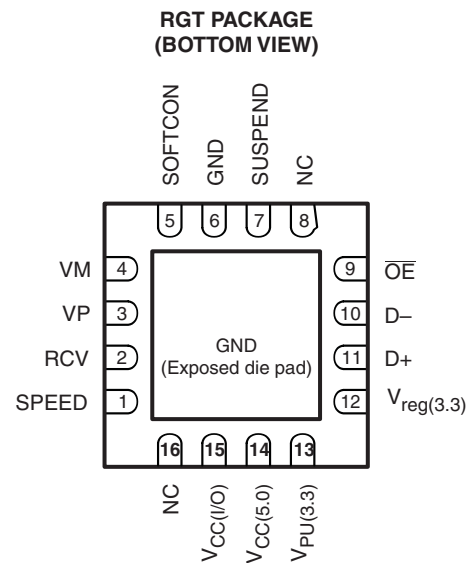 RGT PACKAGE
(BOTTOM VIEW)
SOFTCON
GND
SUSPEND
NC
5
6
7
8
VM 4
9 OE
VP 3
10 D–
RCV 2
11 D+
SPEED 1
12 Vreg(3.3)
GND
(Exposed die pad)
16
15
14
13
NC
VCC(I/O)
VCC(5.0)
VPU(3.3)